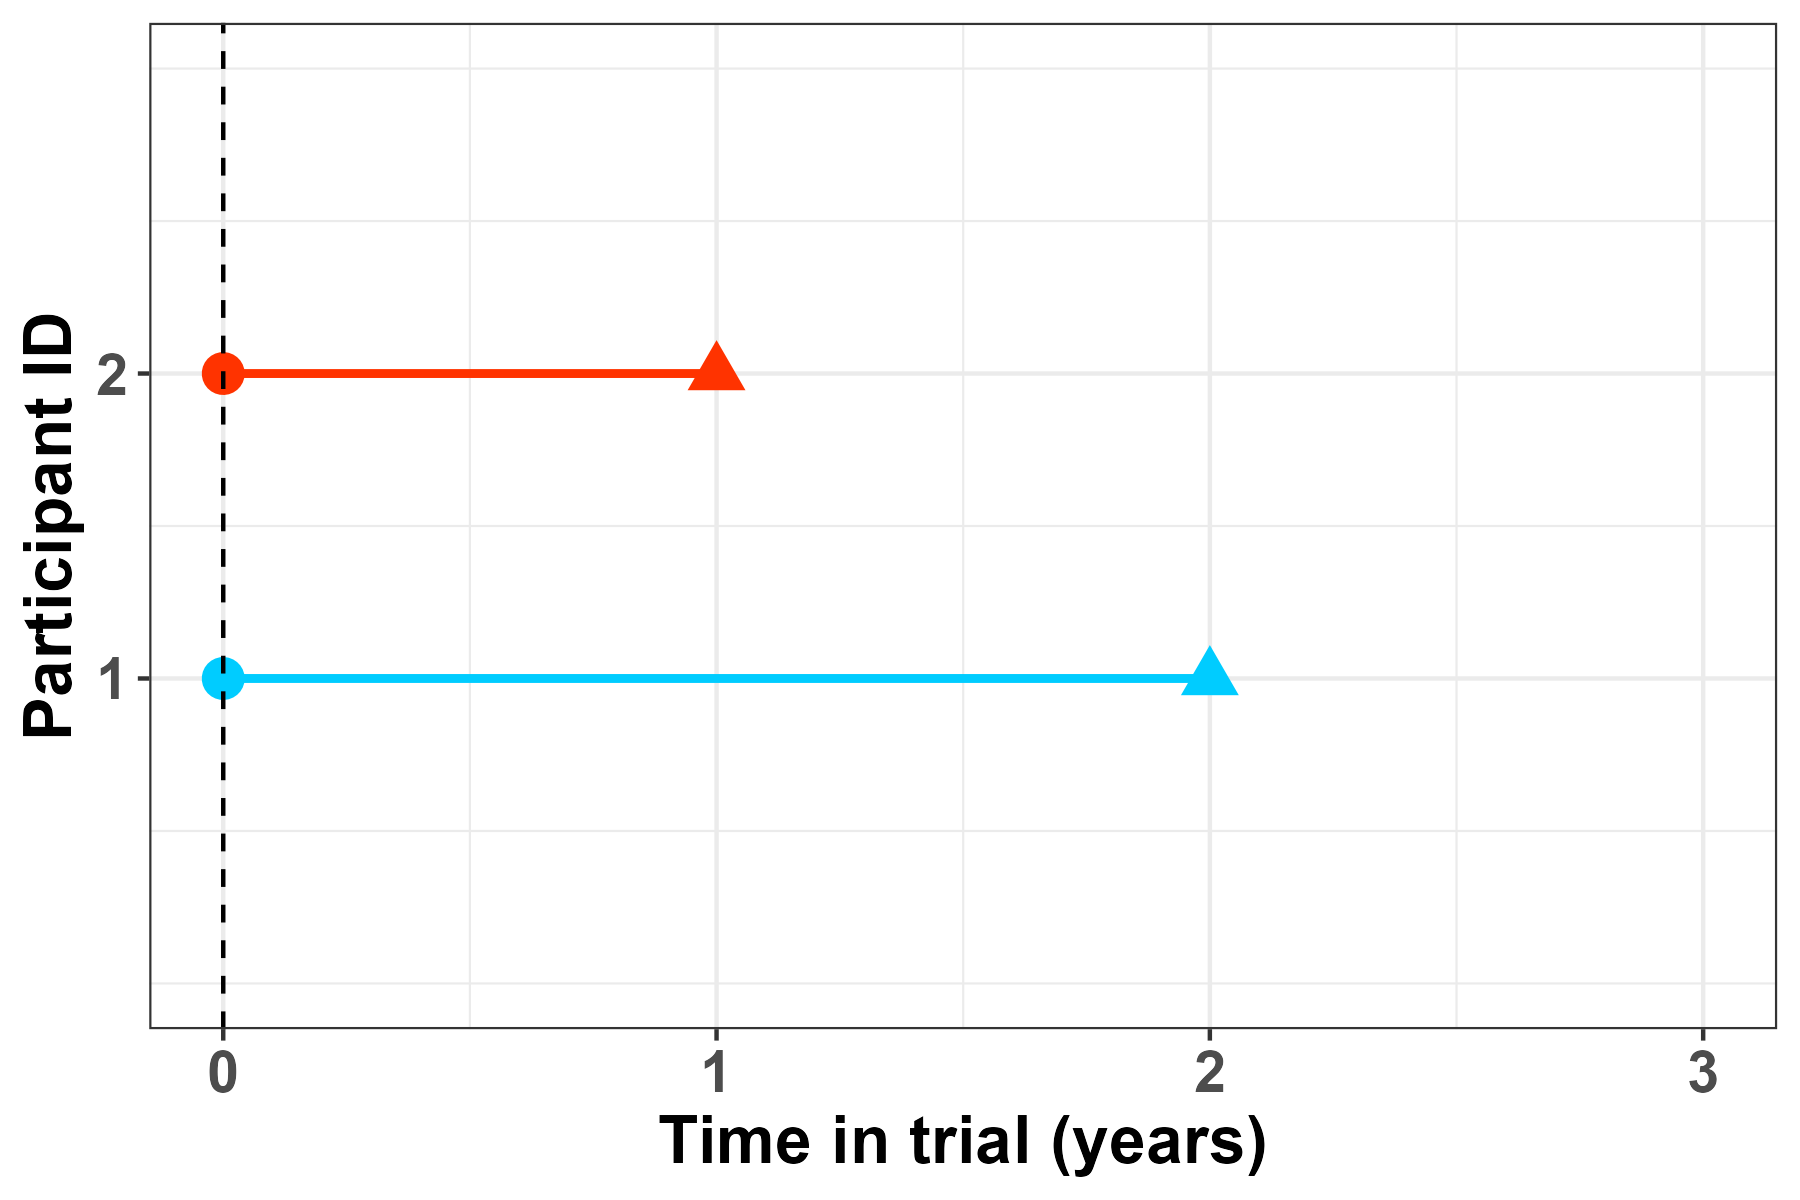 Participant ID
2
1
0 1 2 3
Time in trial (years)